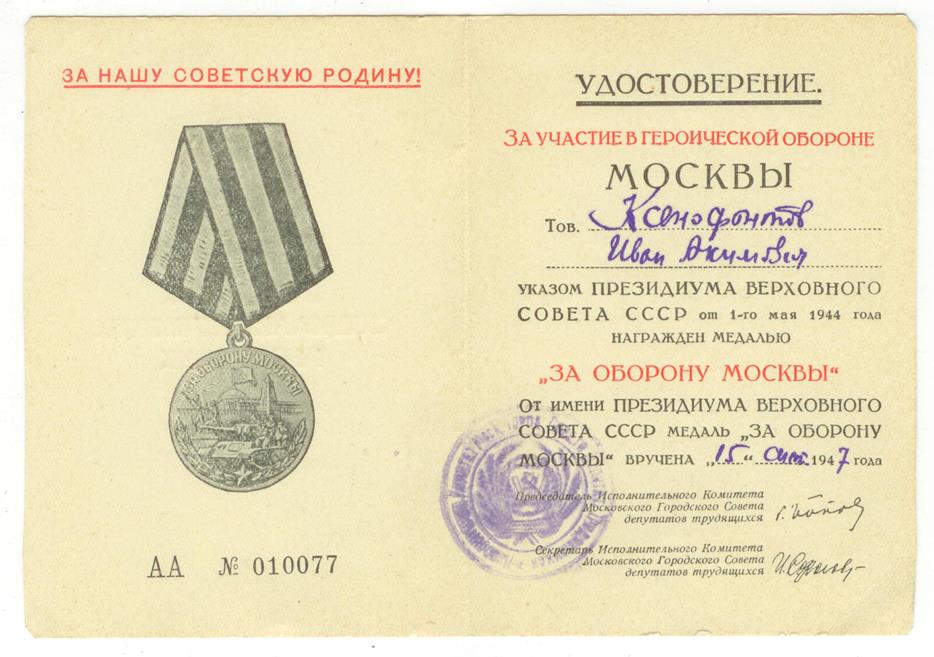 ЗА НАШУ СОВЕТСКУЮ РОДИНУ!
ЗА ОБОРОНУ МОСКВЫ
АА № 010077
УДОСТОВЕРЕНИЕ.
ЗА УЧАСТИЕ В ГЕРОИЧЕСКОЙ ОБОРОНЕ
МОСКВЫ
Тов. Ксенофонтов
Иван Акимович
УКАЗОМ ПРЕЗИДИУМА ВЕРХОВНОГО
СОВЕТА СССР от 1-го мая 1944 года
НАГРАЖДЕН МЕДАЛЬЮ
„ЗА ОБОРОНУ МОСКВЫ“
ОТ ИМЕНИ ПРЕЗИДИУМА ВЕРХОВНОГО
СОВЕТА СССР МЕДАЛЬ „ЗА ОБОРОНУ
МОСКВЫ“ ВРУЧЕНА „15“ 1947 года
Председатель Исполнительного Комитета
Московского Городского Совета
депутатов трудящихся
Секретарь Исполнительного Комитета
Московского Городского Совета
депутатов трудящихся